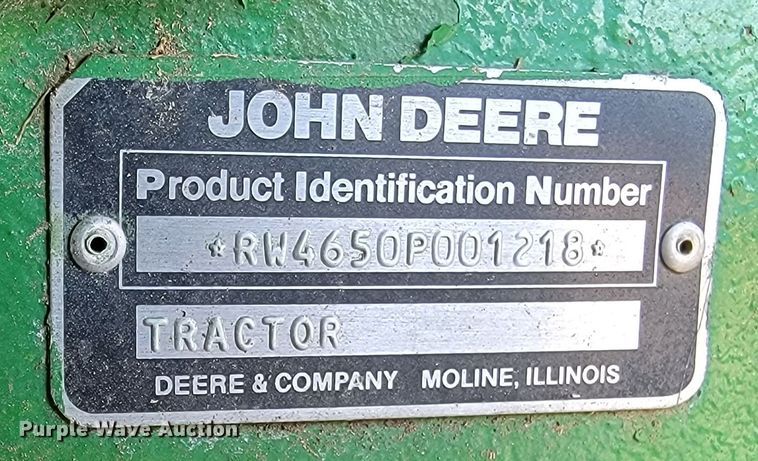 JOHN DEERE
Product Identification Number
*RW4650P001218*
TRACTOR
DEERE & COMPANY MOLINE, ILLINOIS
Purple Wave Auction